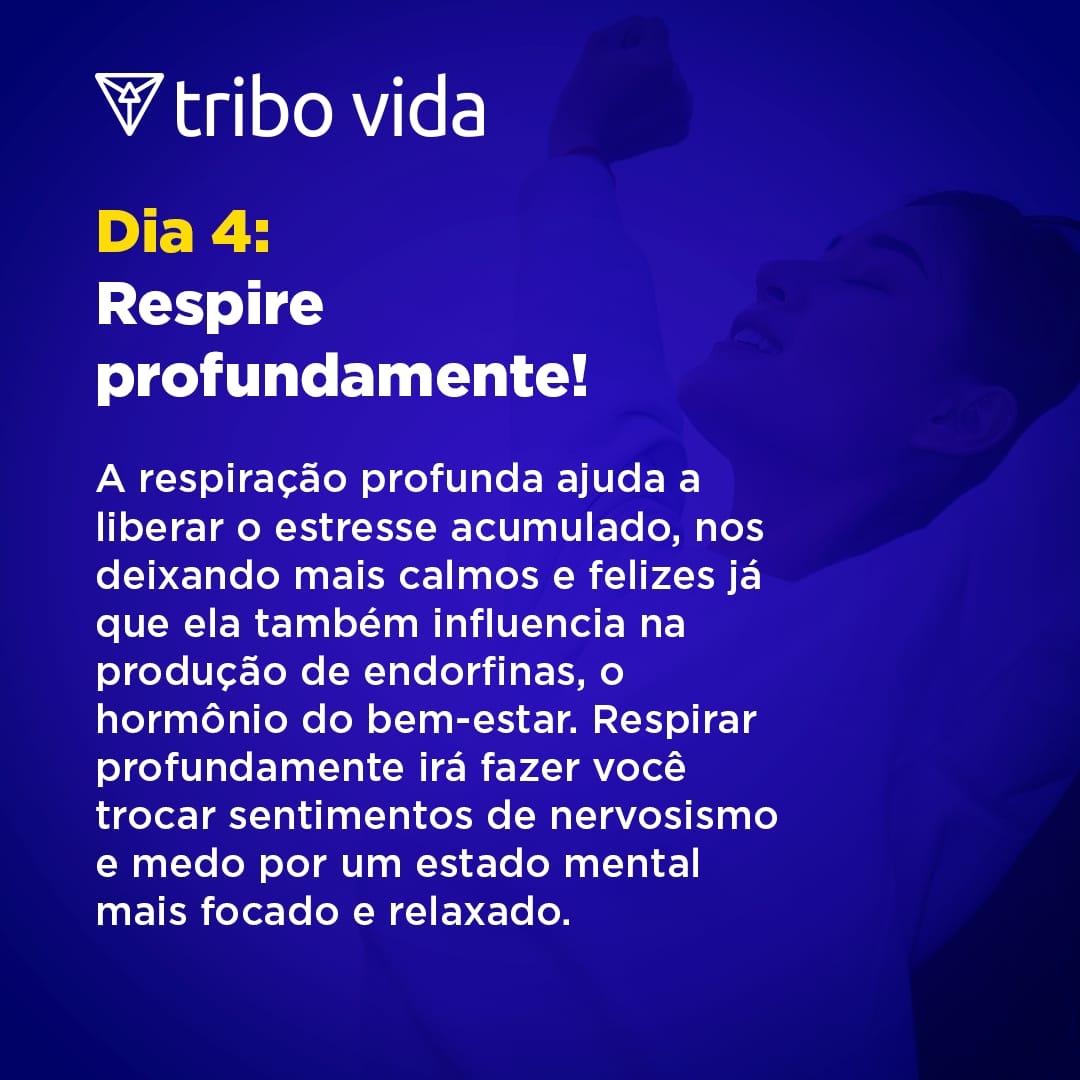 tribo vida
Dia 4:
Respire
profundamente!
A respiração profunda ajuda a
liberar o estresse acumulado, nos
deixando mais calmos e felizes já
que ela também influencia na
produção de endorfinas, o
hormônio do bem-estar. Respirar
profundamente irá fazer você
trocar sentimentos de nervosismo
e medo por um estado mental
mais focado e relaxado.